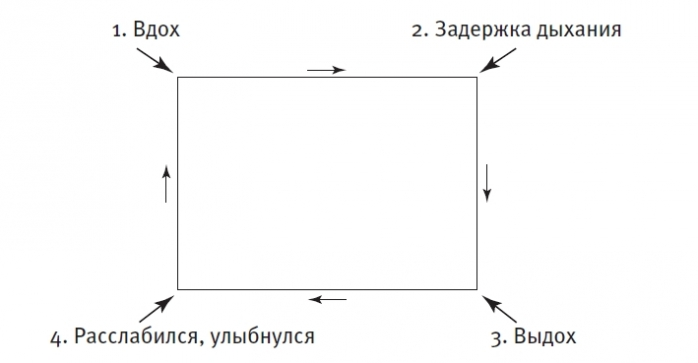 1. Вдох
2. Задержка дыхания
4. Расслабился, улыбнулся
3. Выдох